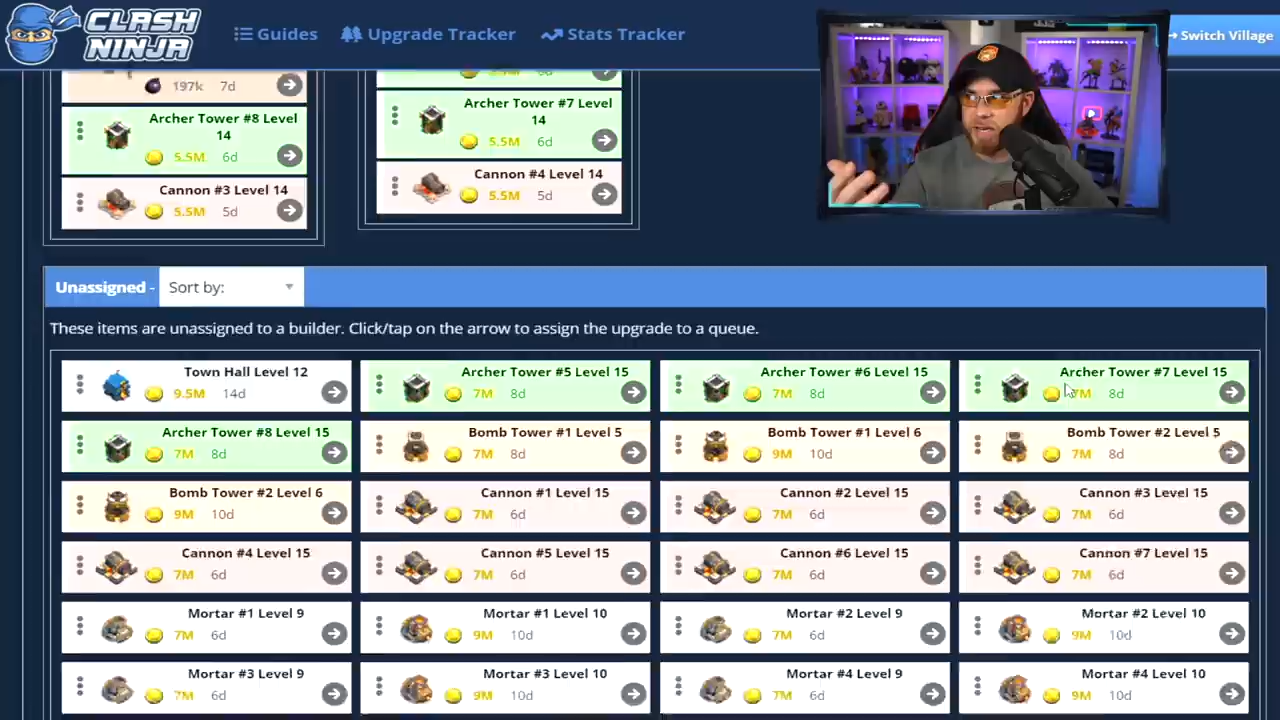 CLASH
NINJA
Guides
Upgrade Tracker
Stats Tracker
Switch Village
197k 7d
Archer Tower #8 Level
14
5.5M 6d
Cannon #3 Level 14
5.5M 5d
Archer Tower #7 Level
14
5.5M 6d
Cannon #4 Level 14
5.5M 5d
Unassigned - Sort by:
These items are unassigned to a builder. Click/tap on the arrow to assign the upgrade to a queue.
Town Hall Level 12
9.5M 14d
Archer Tower #5 Level 15
7M 8d
Archer Tower #6 Level 15
7M 8d
Archer Tower #7 Level 15
7M 8d
Archer Tower #8 Level 15
7M 8d
Bomb Tower #1 Level 5
7M 8d
Bomb Tower #1 Level 6
9M 10d
Bomb Tower #2 Level 5
7M 8d
Bomb Tower #2 Level 6
9M 10d
Cannon #1 Level 15
7M 6d
Cannon #2 Level 15
7M 6d
Cannon #3 Level 15
7M 6d
Cannon #4 Level 15
7M 6d
Cannon #5 Level 15
7M 6d
Cannon #6 Level 15
7M 6d
Cannon #7 Level 15
7M 6d
Mortar #1 Level 9
7M 6d
Mortar #1 Level 10
9M 10d
Mortar #2 Level 9
7M 6d
Mortar #2 Level 10
9M 10d
Mortar #3 Level 9
7M 6d
Mortar #3 Level 10
9M 10d
Mortar #4 Level 9
7M 6d
Mortar #4 Level 10
9M 10d